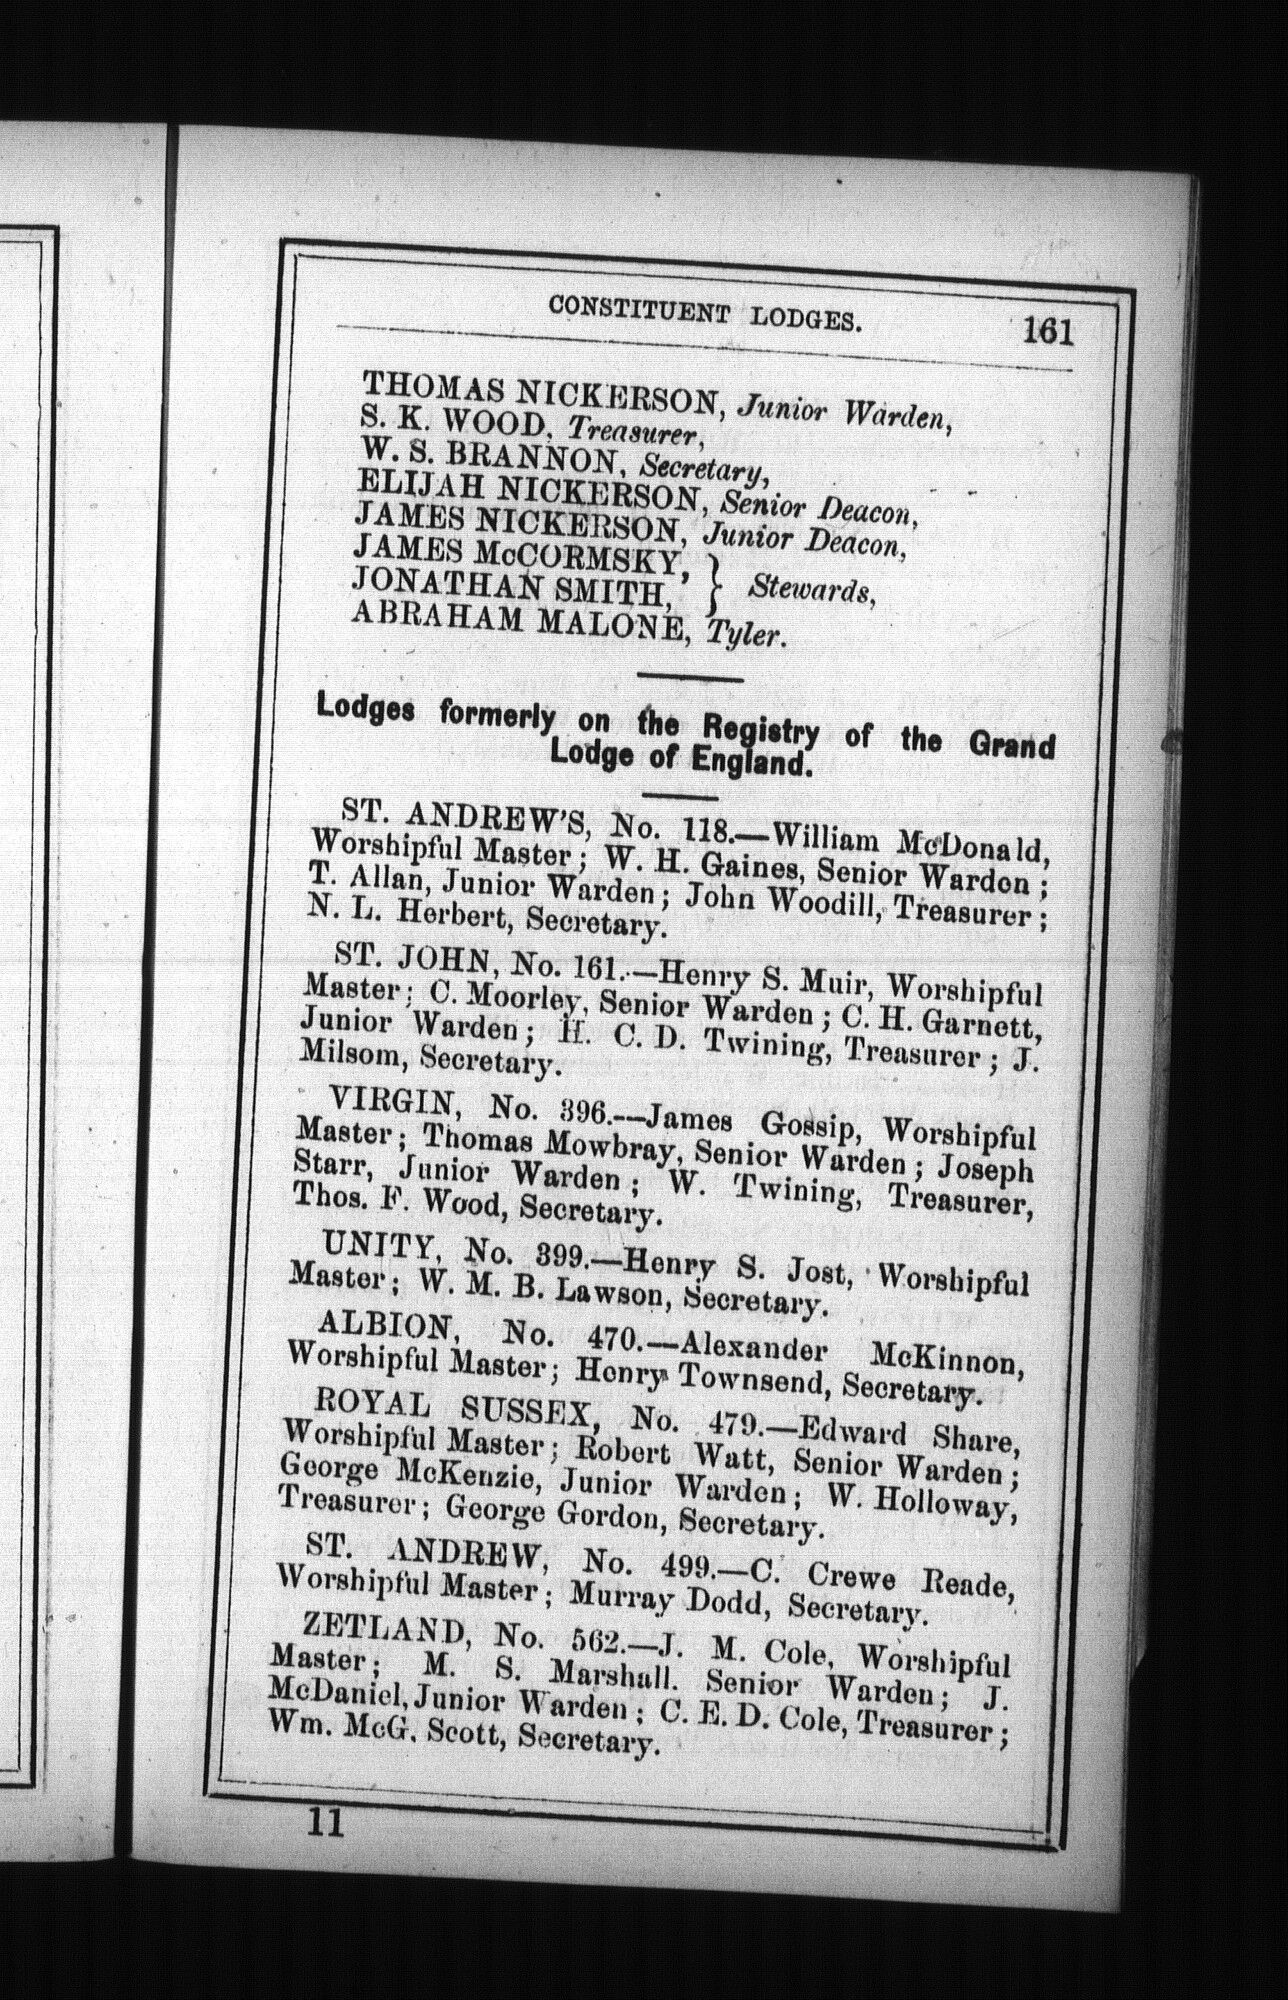 CONSTITUENT LODGES. 161
THOMAS NICKERSON, Junior Warden,
S. K. WOOD, Treasurer,
W. S. BRANNON, Secretary,
ELIJAH NICKERSON, Senior Deacon,
JAMES NICKERSON, Junior Deacon,
JAMES McCORMSKY, }
JONATHAN SMITH, } Stewards,
ABRAHAM MALONE, Tyler.
Lodges formerly on the Registry of the Grand
Lodge of England.
ST. ANDREW'S, No. 118.—William McDonald,
Worshipful Master; W. H. Gaines, Senior Warden;
T. Allan, Junior Warden; John Woodill, Treasurer;
N. L. Herbert, Secretary.
ST. JOHN, No. 161.—Henry S. Muir, Worshipful
Master; C. Moorley, Senior Warden; C. H. Garnett,
Junior Warden; H. C. D. Twining, Treasurer; J.
Milsom, Secretary.
VIRGIN, No. 396.—James Gossip, Worshipful
Master; Thomas Mowbray, Senior Warden; Joseph
Starr, Junior Warden; W. Twining, Treasurer,
Thos. F. Wood, Secretary.
UNITY, No. 399.—Henry S. Jost, Worshipful
Master; W. M. B. Lawson, Secretary.
ALBION, No. 470.—Alexander McKinnon,
Worshipful Master; Henry Townsend, Secretary.
ROYAL SUSSEX, No. 479.—Edward Share,
Worshipful Master; Robert Watt, Senior Warden;
George McKenzie, Junior Warden; W. Holloway,
Treasurer; George Gordon, Secretary.
ST. ANDREW, No. 499.—C. Crewe Reade,
Worshipful Master; Murray Dodd, Secretary.
ZETLAND, No. 562.—J. M. Cole, Worshipful
Master; M. S. Marshall. Senior Warden; J.
McDaniel, Junior Warden; C. E. D. Cole, Treasurer;
Wm. McG. Scott, Secretary.
11